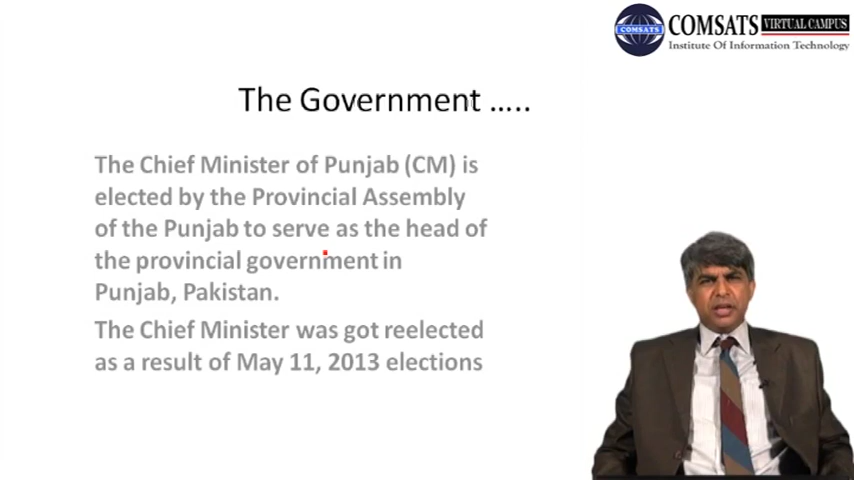 COMSATS
COMSATS VIRTUAL CAMPUS
Institute Of Information Technology
The Government .....
The Chief Minister of Punjab (CM) is
elected by the Provincial Assembly
of the Punjab to serve as the head of
the provincial government in
Punjab, Pakistan.
The Chief Minister was got reelected
as a result of May 11, 2013 elections